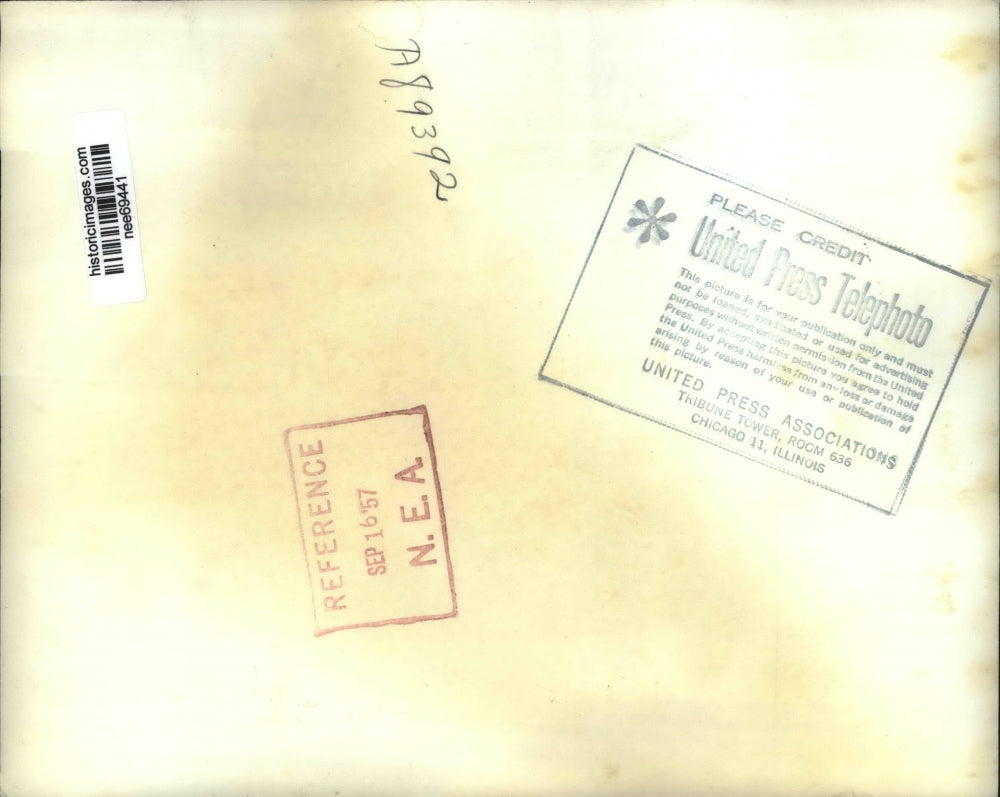 A89392
historicimages.com
nee69441
PLEASE CREDIT
United Press Telephoto
This picture is for your publication only and must
not be loaned, syndicated or used for advertising
purposes without written permission from the United
Press. By accepting this picture you agree to hold
the United Press harmless from any loss or damage
arising by reason of your use or publication of
this picture.
UNITED PRESS ASSOCIATIONS
TRIBUNE TOWER, ROOM 636
CHICAGO 11, ILLINOIS
REFERENCE
SEP 16 '57
N. E. A.